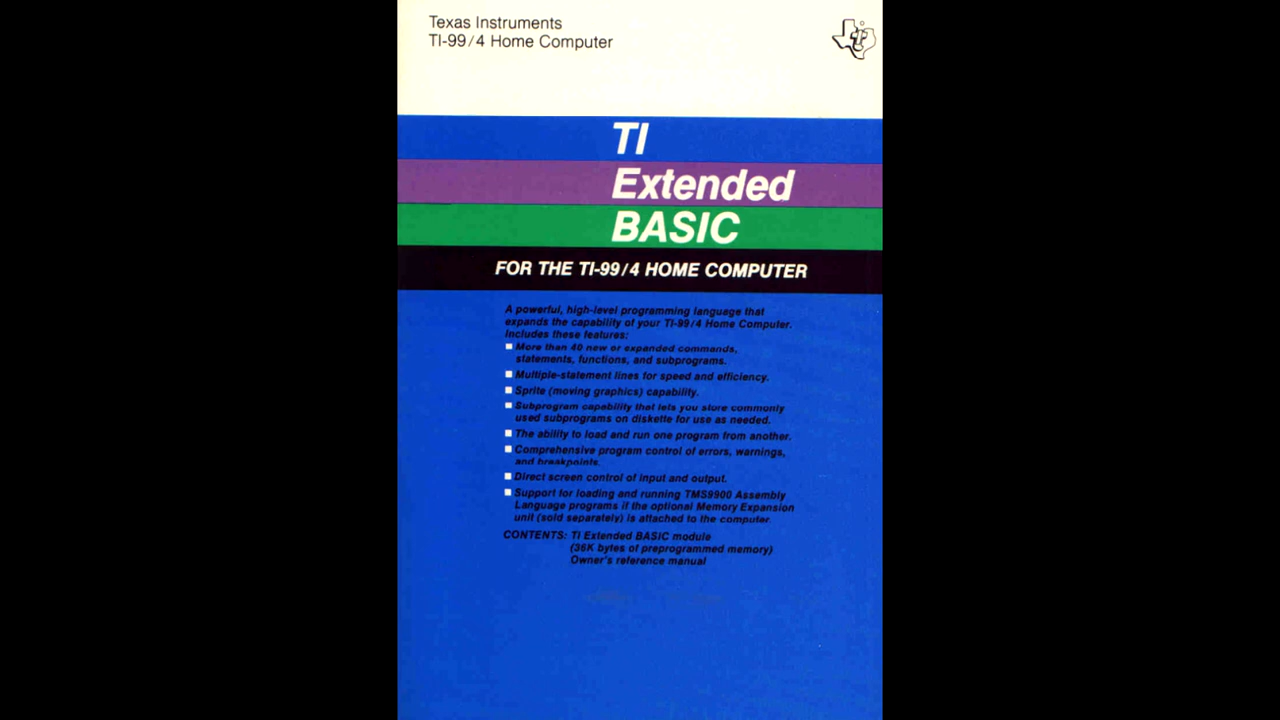 Texas Instruments
TI-99/4 Home Computer
TI
Extended
BASIC
FOR THE TI-99/4 HOME COMPUTER
A powerful, high-level programming language that
expands the capability of your TI-99/4 Home Computer.
Includes these features:
More than 40 new or expanded commands,
statements, functions, and subprograms.
Multiple-statement lines for speed and efficiency.
Sprite (moving graphics) capability.
Subprogram capability that lets you store commonly
used subprograms on diskette for use as needed.
The ability to load and run one program from another.
Comprehensive program control of errors, warnings,
and breakpoints.
Direct screen control of input and output.
Support for loading and running TMS9900 Assembly
Language programs if the optional Memory Expansion
unit (sold separately) is attached to the computer.
CONTENTS: TI Extended BASIC module
(36K bytes of preprogrammed memory)
Owner's reference manual